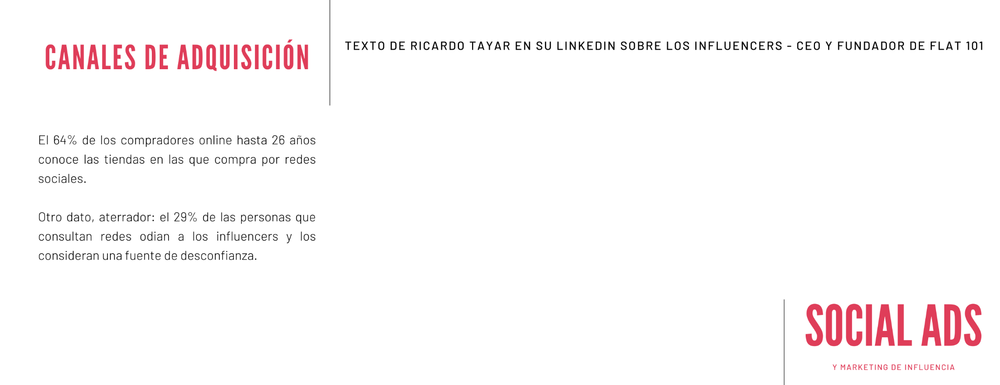 CANALES DE ADQUISICIÓN
TEXTO DE RICARDO TAYAR EN SU LINKEDIN SOBRE LOS INFLUENCERS - CEO Y FUNDADOR DE FLAT 101
El 64% de los compradores online hasta 26 años
conoce las tiendas en las que compra por redes
sociales.
Otro dato, aterrador: el 29% de las personas que
consultan redes odian a los influencers y los
consideran una fuente de desconfianza.
SOCIAL ADS
Y MARKETING DE INFLUENCIA